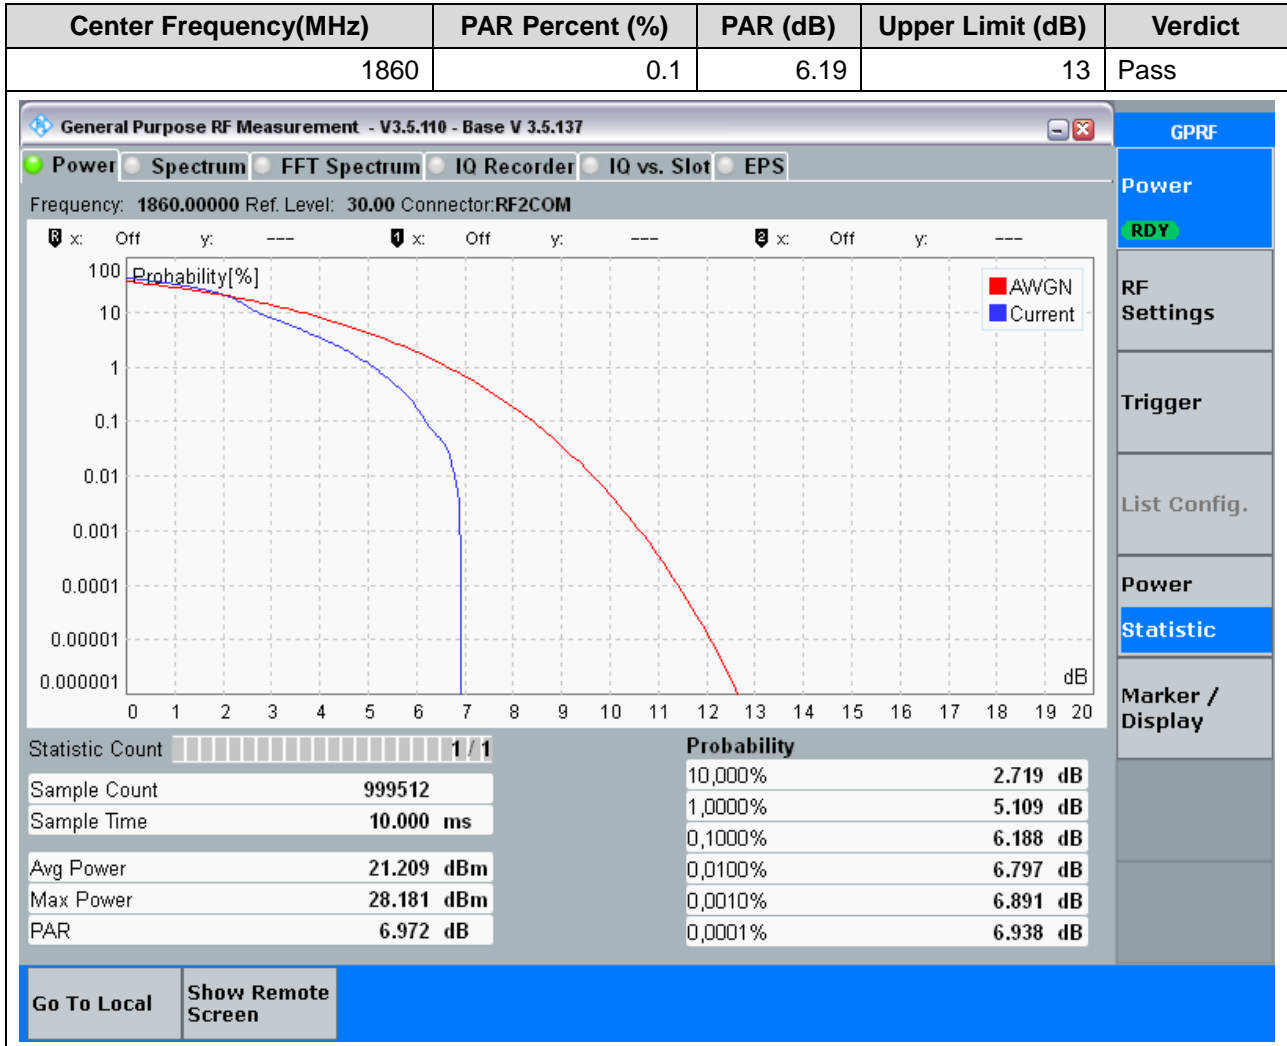 Center Frequency(MHz) PAR Percent (%) PAR (dB) Upper Limit (dB) Verdict
1860 0.1 6.19 13 Pass
General Purpose RF Measurement - V3.5.110 - Base V 3.5.137
GPRF
Power Spectrum FFT Spectrum IQ Recorder IQ vs. Slot EPS
Frequency: 1860.00000 Ref. Level: 30.00 Connector:RF2COM
R x: Off y: --- 1 x: Off y: --- 2 x: Off y: ---
Probability[%]
100
10
1
0.1
0.01
0.001
0.0001
0.00001
0.000001
AWGN
Current
dB
0 1 2 3 4 5 6 7 8 9 10 11 12 13 14 15 16 17 18 19 20
Statistic Count 1 / 1
Sample Count 999512
Sample Time 10.000 ms
Avg Power 21.209 dBm
Max Power 28.181 dBm
PAR 6.972 dB
Probability
10,000% 2.719 dB
1,0000% 5.109 dB
0,1000% 6.188 dB
0,0100% 6.797 dB
0,0010% 6.891 dB
0,0001% 6.938 dB
Power
RDY
RF
Settings
Trigger
List Config.
Power
Statistic
Marker /
Display
Go To Local
Show Remote
Screen